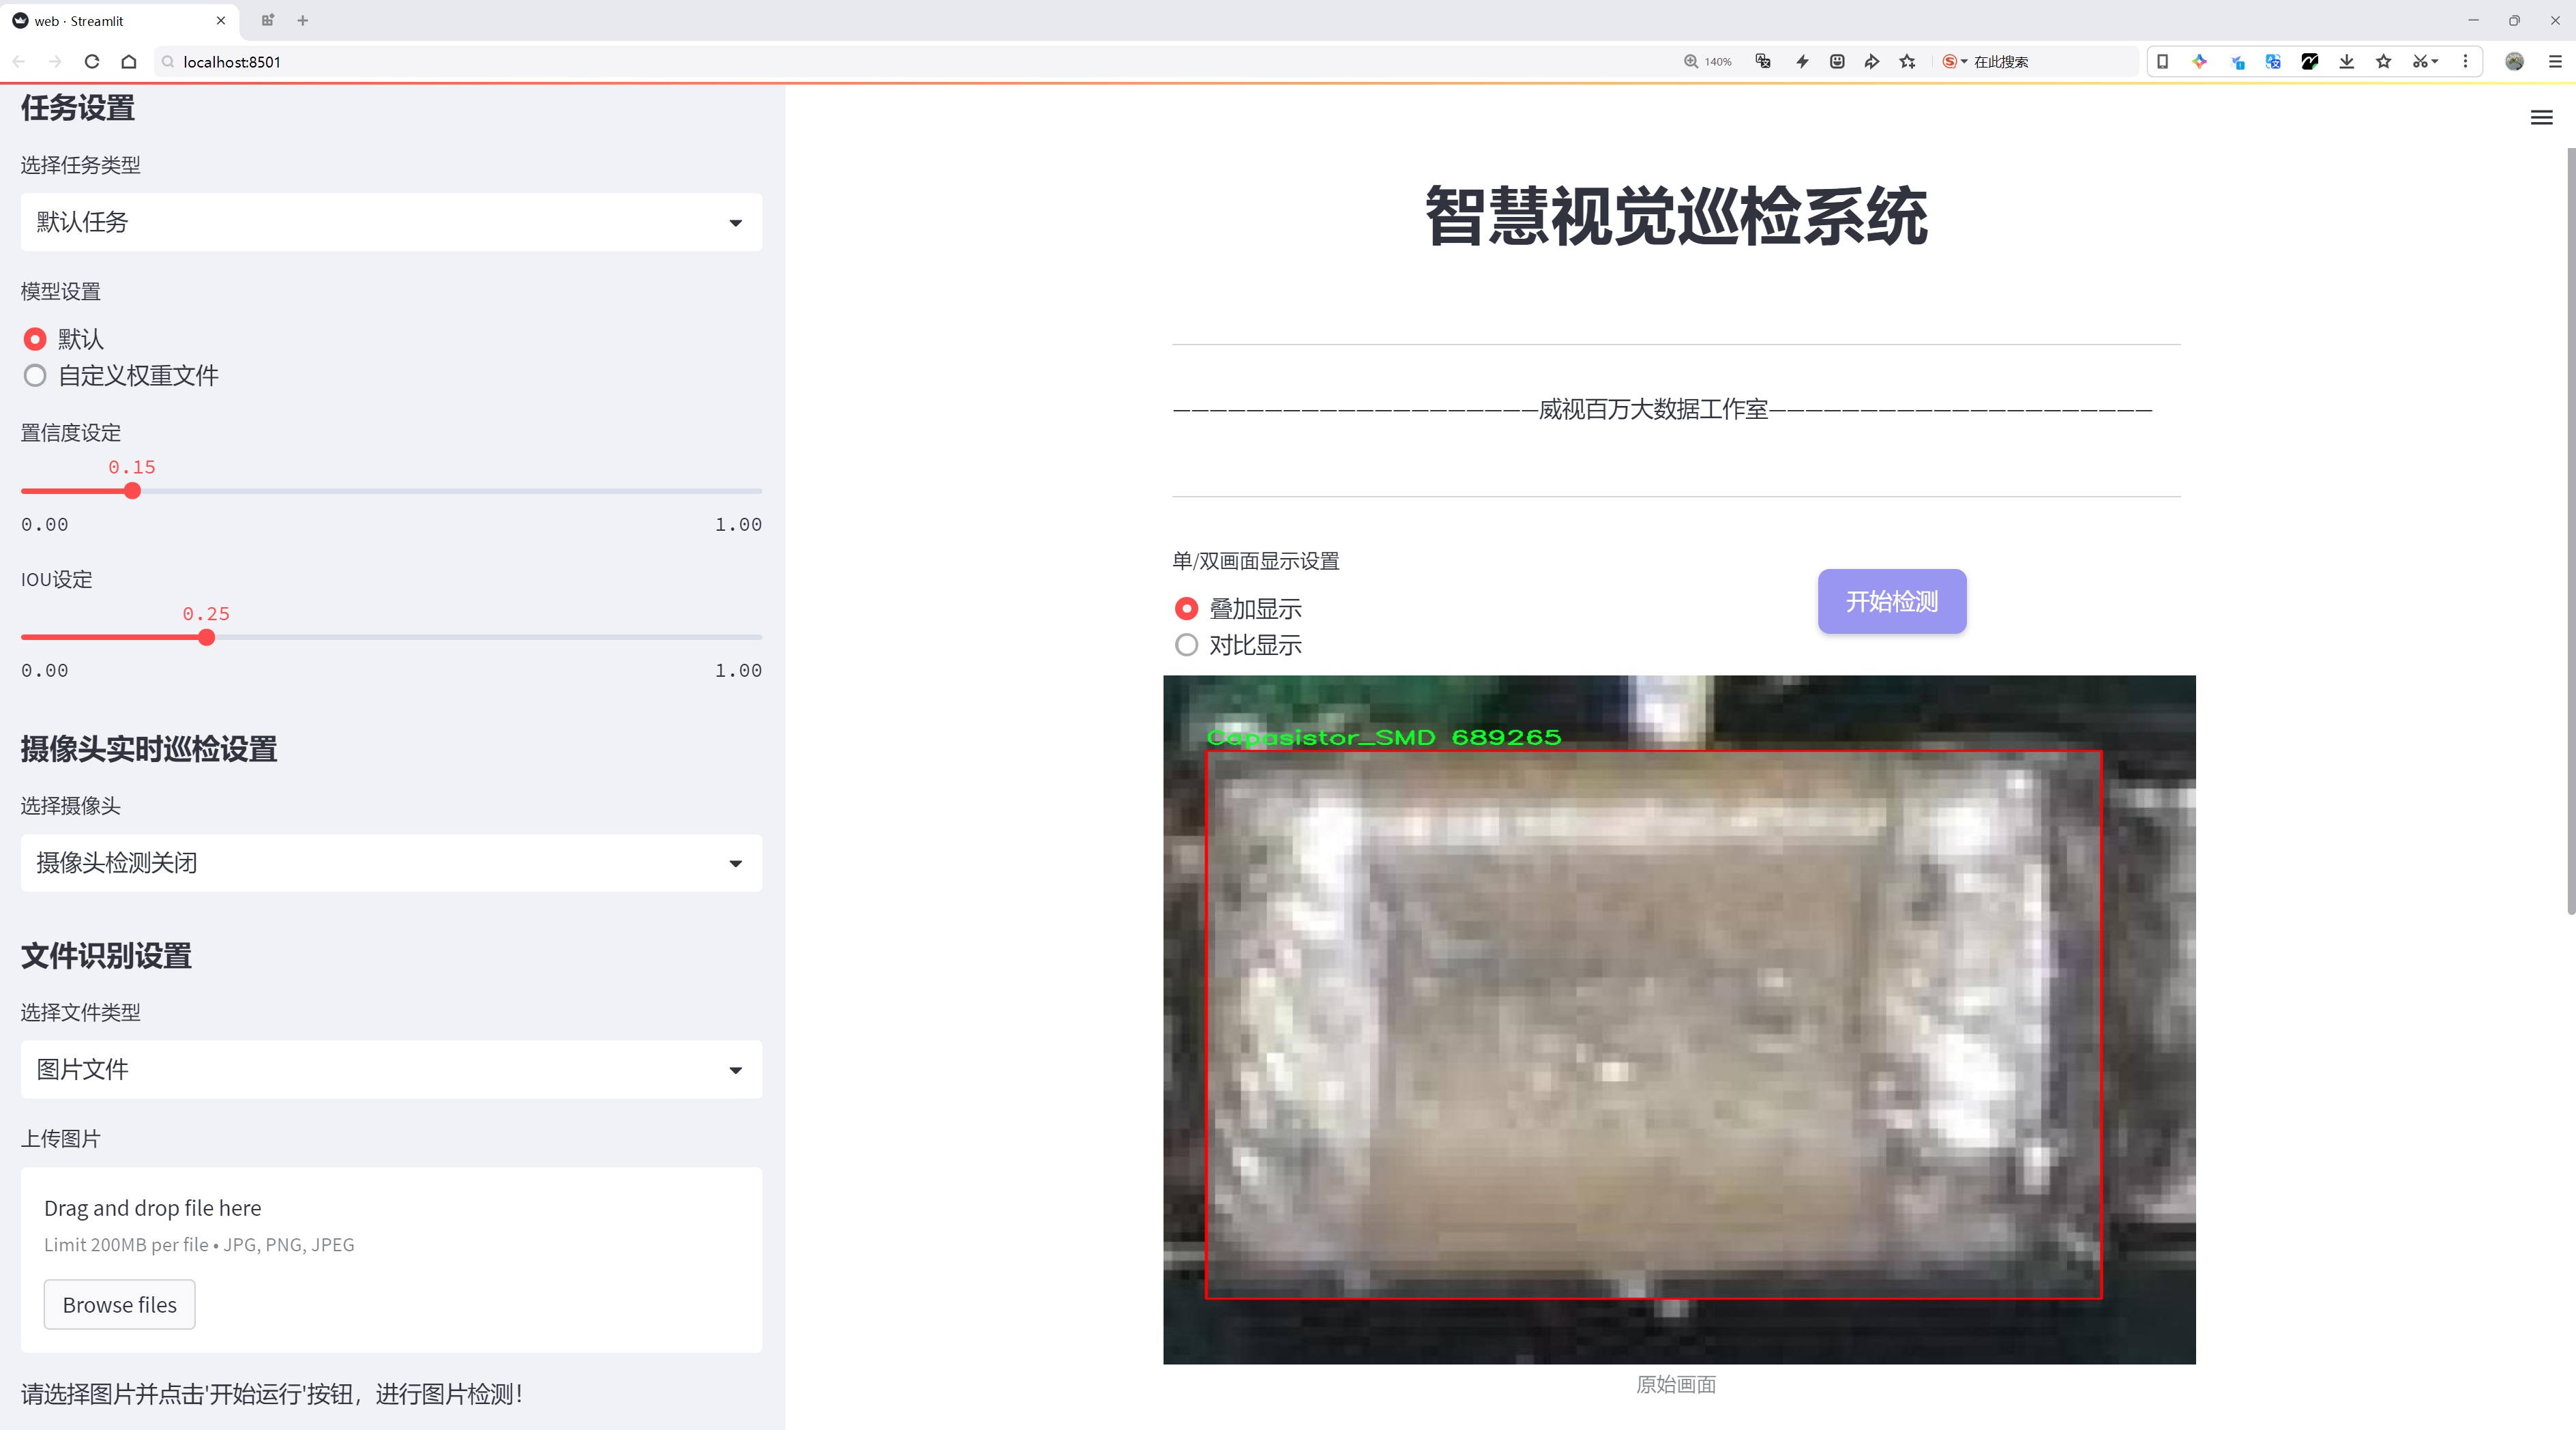 web · Streamlit
localhost:8501
140%
在此搜索
任务设置
选择任务类型
默认任务
模型设置
默认
自定义权重文件
置信度设定
0.15
0.00
1.00
IOU设定
0.25
0.00
1.00
摄像头实时巡检设置
选择摄像头
摄像头检测关闭
文件识别设置
选择文件类型
图片文件
上传图片
Drag and drop file here
Limit 200MB per file • JPG, PNG, JPEG
Browse files
请选择图片并点击'开始运行'按钮，进行图片检测！
智慧视觉巡检系统
—————————————————————威视百万大数据工作室—————————————————————
单/双画面显示设置
叠加显示
对比显示
开始检测
Capasistor_SMD 689265
原始画面